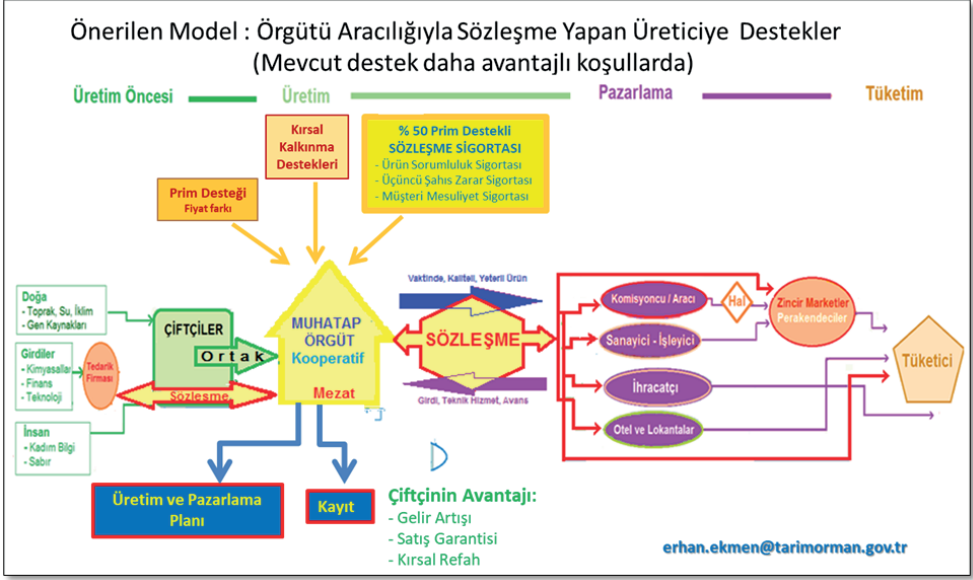 Önerilen Model : Örgütü Aracılığıyla Sözleşme Yapan Üreticiye Destekler
(Mevcut destek daha avantajlı koşullarda)
Üretim Öncesi
Üretim
Pazarlama
Tüketim
Kırsal
Kalkınma
Destekleri
% 50 Prim Destekli
SÖZLEŞME SİGORTASI
- Ürün Sorumluluk Sigortası
- Üçüncü Şahıs Zarar Sigortası
- Müşteri Mesuliyet Sigortası
Prim Desteği
Fiyat farkı
Doğa
- Toprak, Su, İklim
- Gen Kaynakları
Girdiler
- Kimyasallar
- Finans
- Teknoloji
İnsan
- Kadim Bilgi
- Sabır
Tedarik
Firması
ÇİFTÇİLER
Ortak
Sözleşme
MUHATAP
ÖRGÜT
Kooperatif
Mezat
Vaktinde, Kaliteli, Yeterli Ürün
SÖZLEŞME
Girdi, Teknik Hizmet, Avans
Komisyoncu / Aracı
Hal
Zincir Marketler
Perakendeciler
Sanayici - İşleyici
İhracatçı
Otel ve Lokantalar
Tüketici
Üretim ve Pazarlama
Planı
Kayıt
Çiftçinin Avantajı:
- Gelir Artışı
- Satış Garantisi
- Kırsal Refah
erhan.ekmen@tarimorman.gov.tr